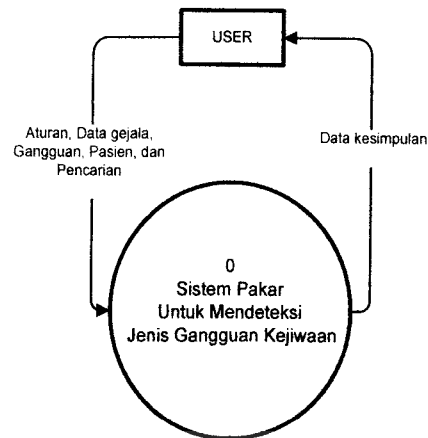 USER
Aturan, Data gejala,
Gangguan, Pasien, dan
Pencarian
Data kesimpulan
0
Sistem Pakar
Untuk Mendeteksi
Jenis Gangguan Kejiwaan